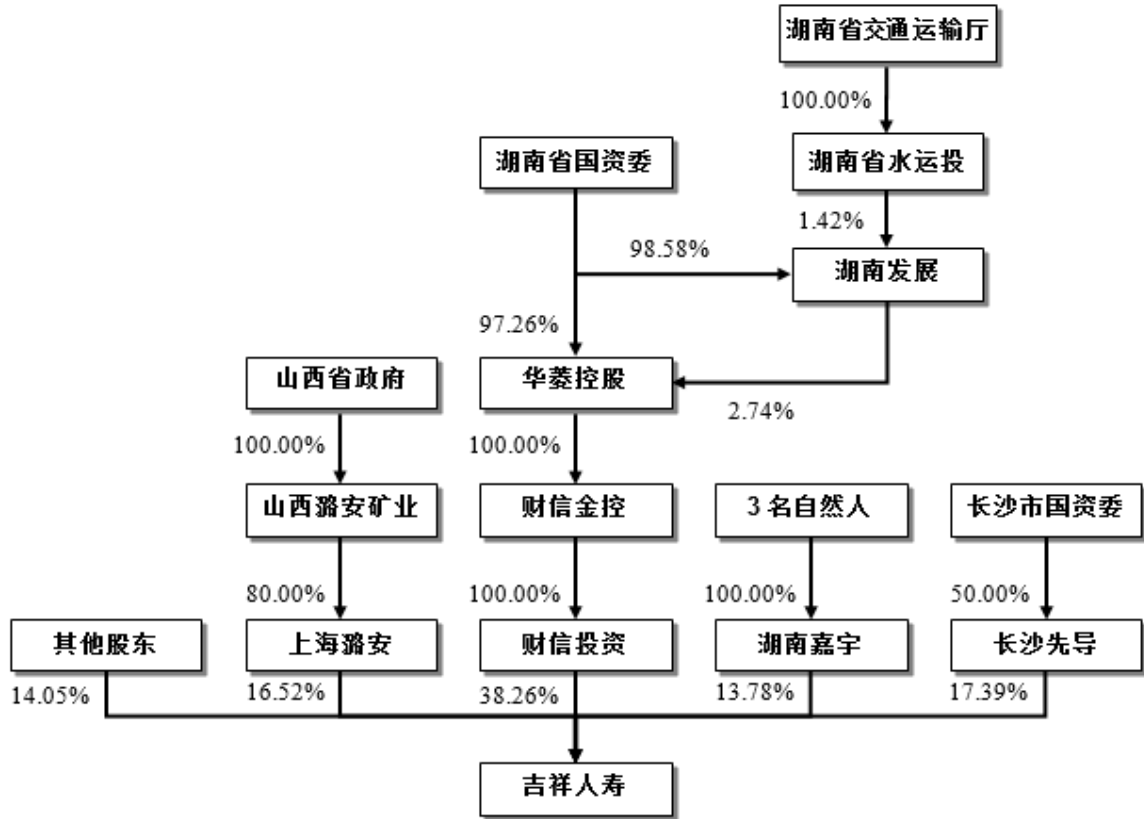 湖南省交通运输厅
100.00%
湖南省国资委
湖南省水运投
1.42%
98.58%
湖南发展
97.26%
山西省政府
华菱控股
2.74%
100.00%
100.00%
山西潞安矿业
财信金控
3 名自然人
长沙市国资委
80.00%
100.00%
100.00%
50.00%
其他股东
上海潞安
财信投资
湖南嘉宇
长沙先导
14.05%
16.52%
38.26%
13.78%
17.39%
吉祥人寿